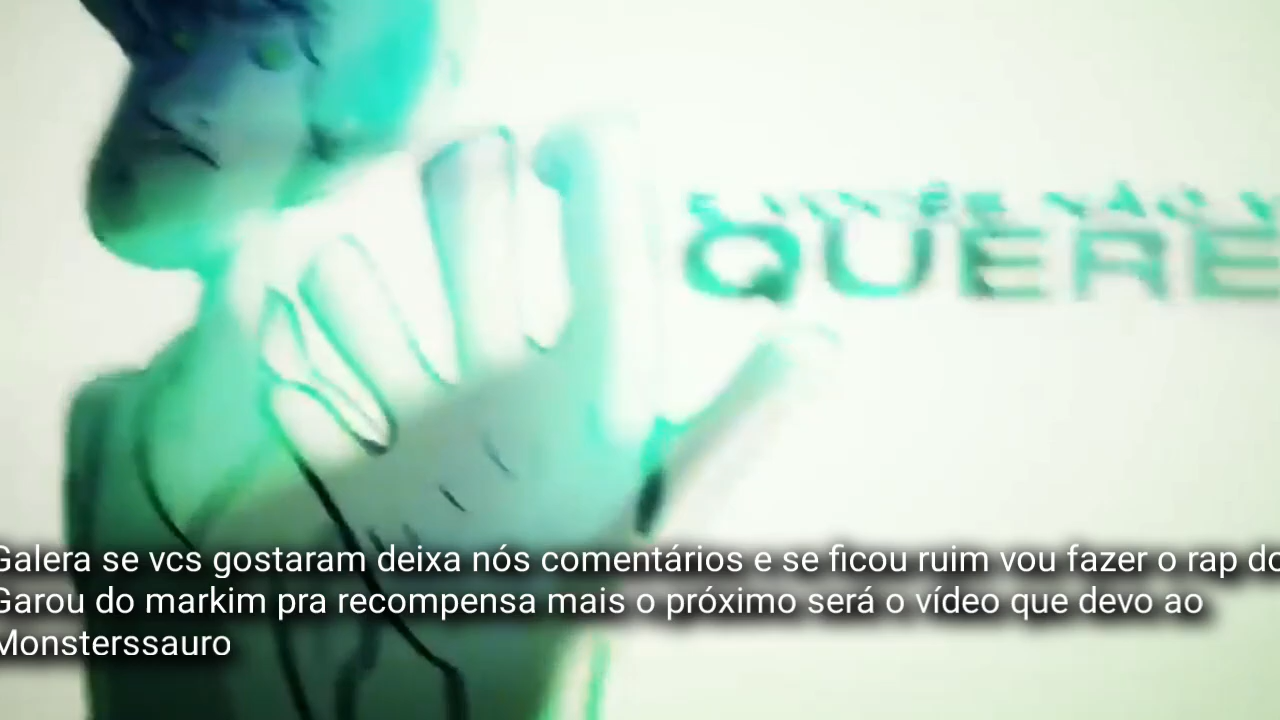 NÃO
QUERE
Galera se vcs gostaram deixa nós comentários e se ficou ruim vou fazer o rap do
Garou do markim pra recompensa mais o próximo será o vídeo que devo ao
Monsterssauro